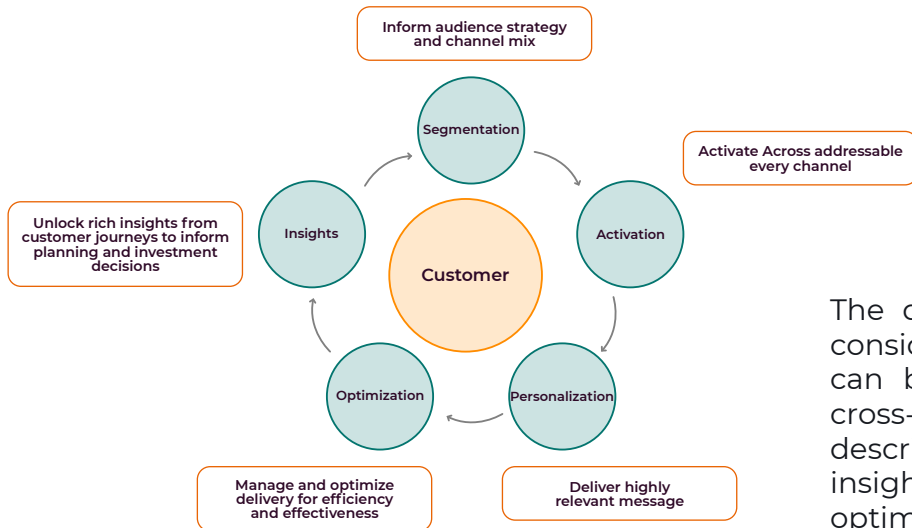 Inform audience strategy
and channel mix
Segmentation
Activate Across addressable
every channel
Activation
Unlock rich insights from
customer journeys to inform
planning and investment
decisions
Insights
Customer
Optimization
Personalization
Manage and optimize
delivery for efficiency
and effectiveness
Deliver highly
relevant message
The
can
cross-